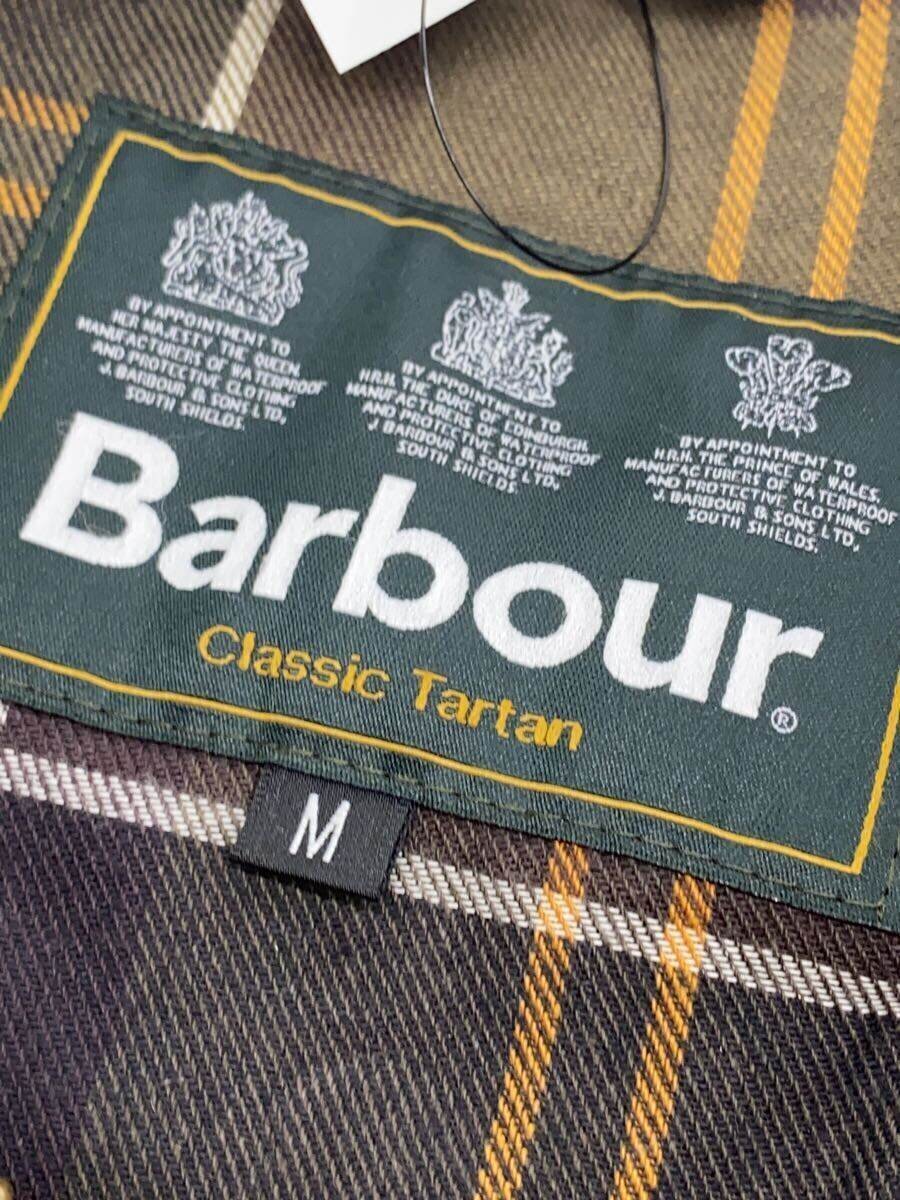 BY APPOINTMENT TO
HER MAJESTY THE QUEEN
MANUFACTURERS OF WATERPROOF
AND PROTECTIVE CLOTHING
J. BARBOUR & SONS LTD,
SOUTH SHIELDS.
BY APPOINTMENT TO
H.R.H. THE DUKE OF EDINBURGH,
MANUFACTURERS OF WATERPROOF
AND PROTECTIVE CLOTHING
J BARBOUR & SONS LTD,
SOUTH SHIELDS.
BY APPOINTMENT TO
H.R.H. THE PRINCE OF WALES.
MANUFACTURERS OF WATERPROOF
AND PROTECTIVE CLOTHING
J. BARBOUR & SONS LTD,
SOUTH SHIELDS.
Barbour®
Classic Tartan
M